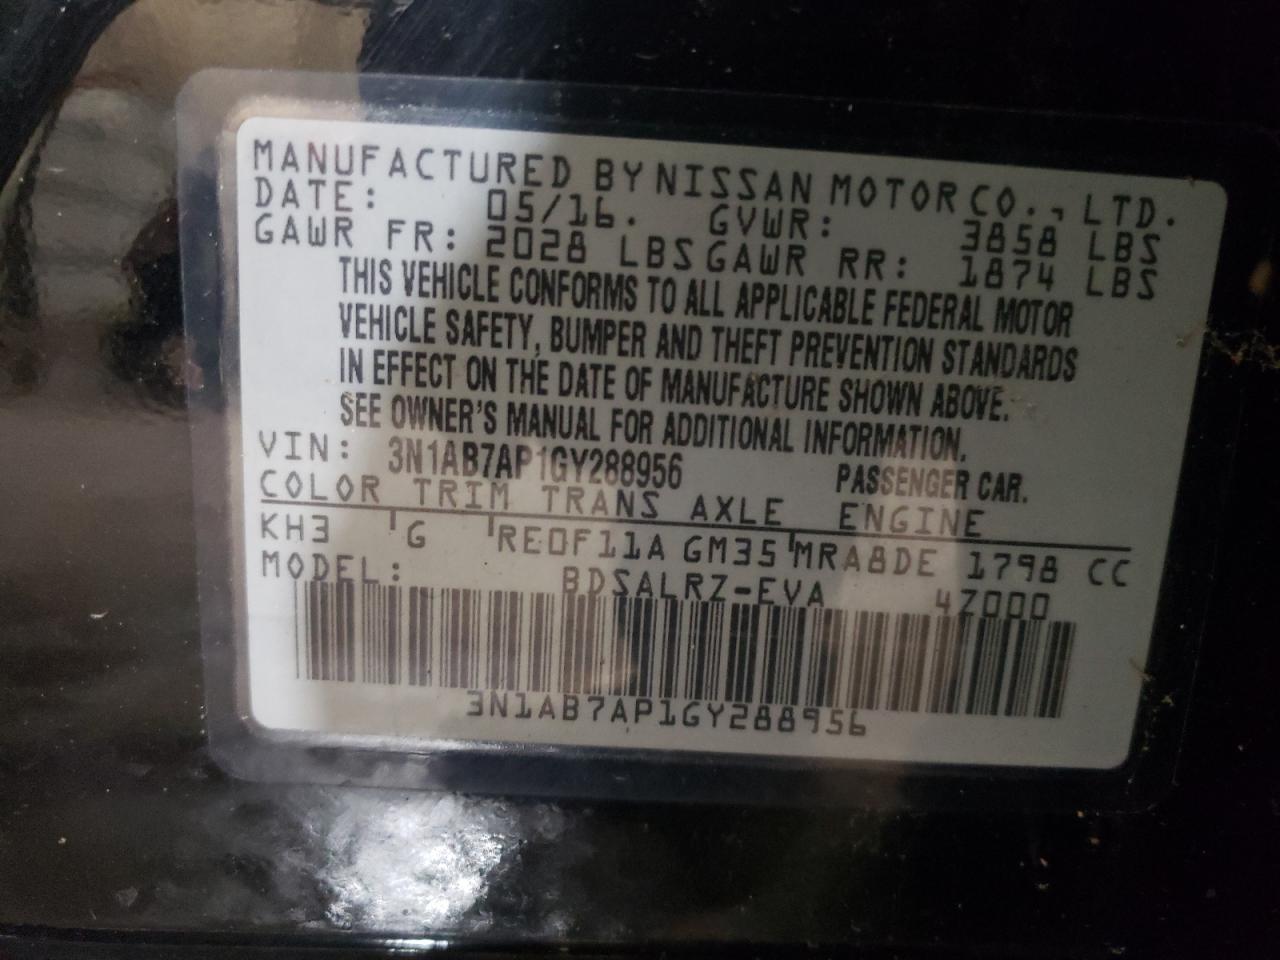 MANUFACTURED BY NISSAN MOTOR CO., LTD.
DATE: 05/16. GVWR: 3858 LBS
GAWR FR: 2028 LBS GAWR RR: 1874 LBS
THIS VEHICLE CONFORMS TO ALL APPLICABLE FEDERAL MOTOR
VEHICLE SAFETY, BUMPER AND THEFT PREVENTION STANDARDS
IN EFFECT ON THE DATE OF MANUFACTURE SHOWN ABOVE.
SEE OWNER'S MANUAL FOR ADDITIONAL INFORMATION.
VIN: 3N1AB7AP1GY288956 PASSENGER CAR.
COLOR TRIM TRANS AXLE ENGINE
KH3 G RE0F11A GM35 MRA8DE 1798 CC
MODEL: BDSALRZ-EVA 4Z000
3N1AB7AP1GY288956